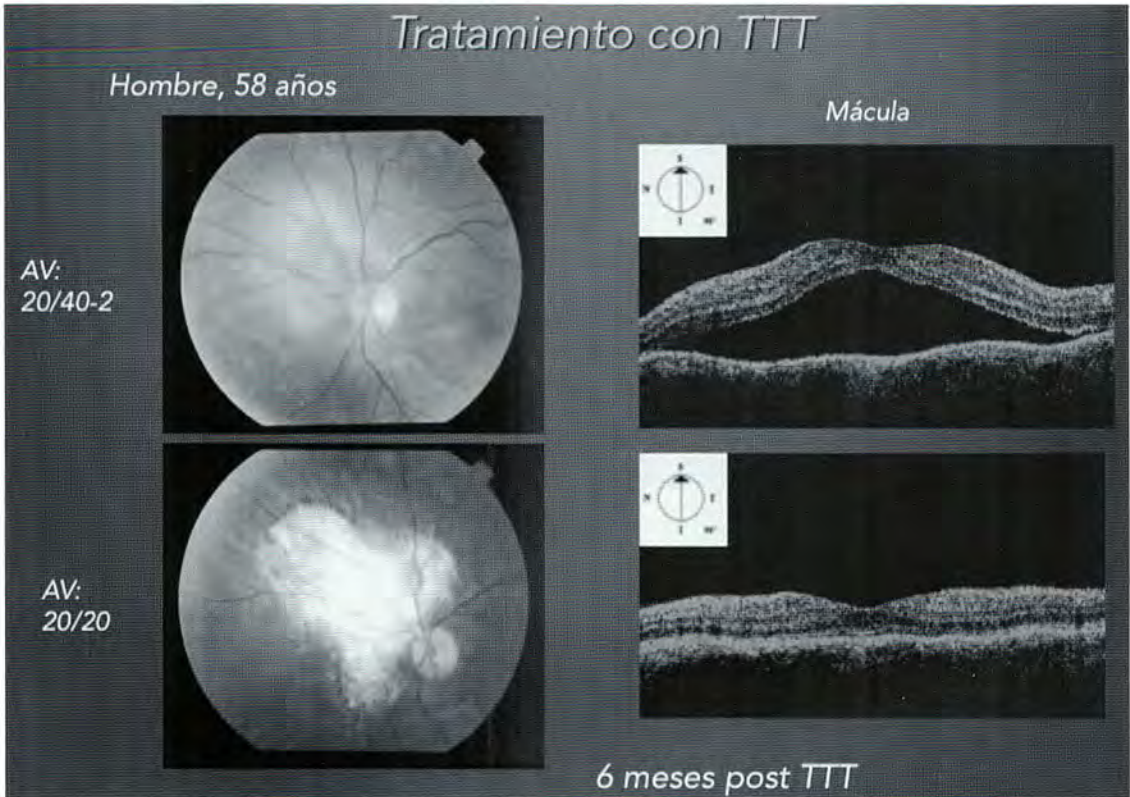 Tratamiento con TTT
Hombre, 58 años
Mácula
S
N
T
I
AV:
20/40-2
S
N
T
I
AV:
20/20
6 meses post TTT